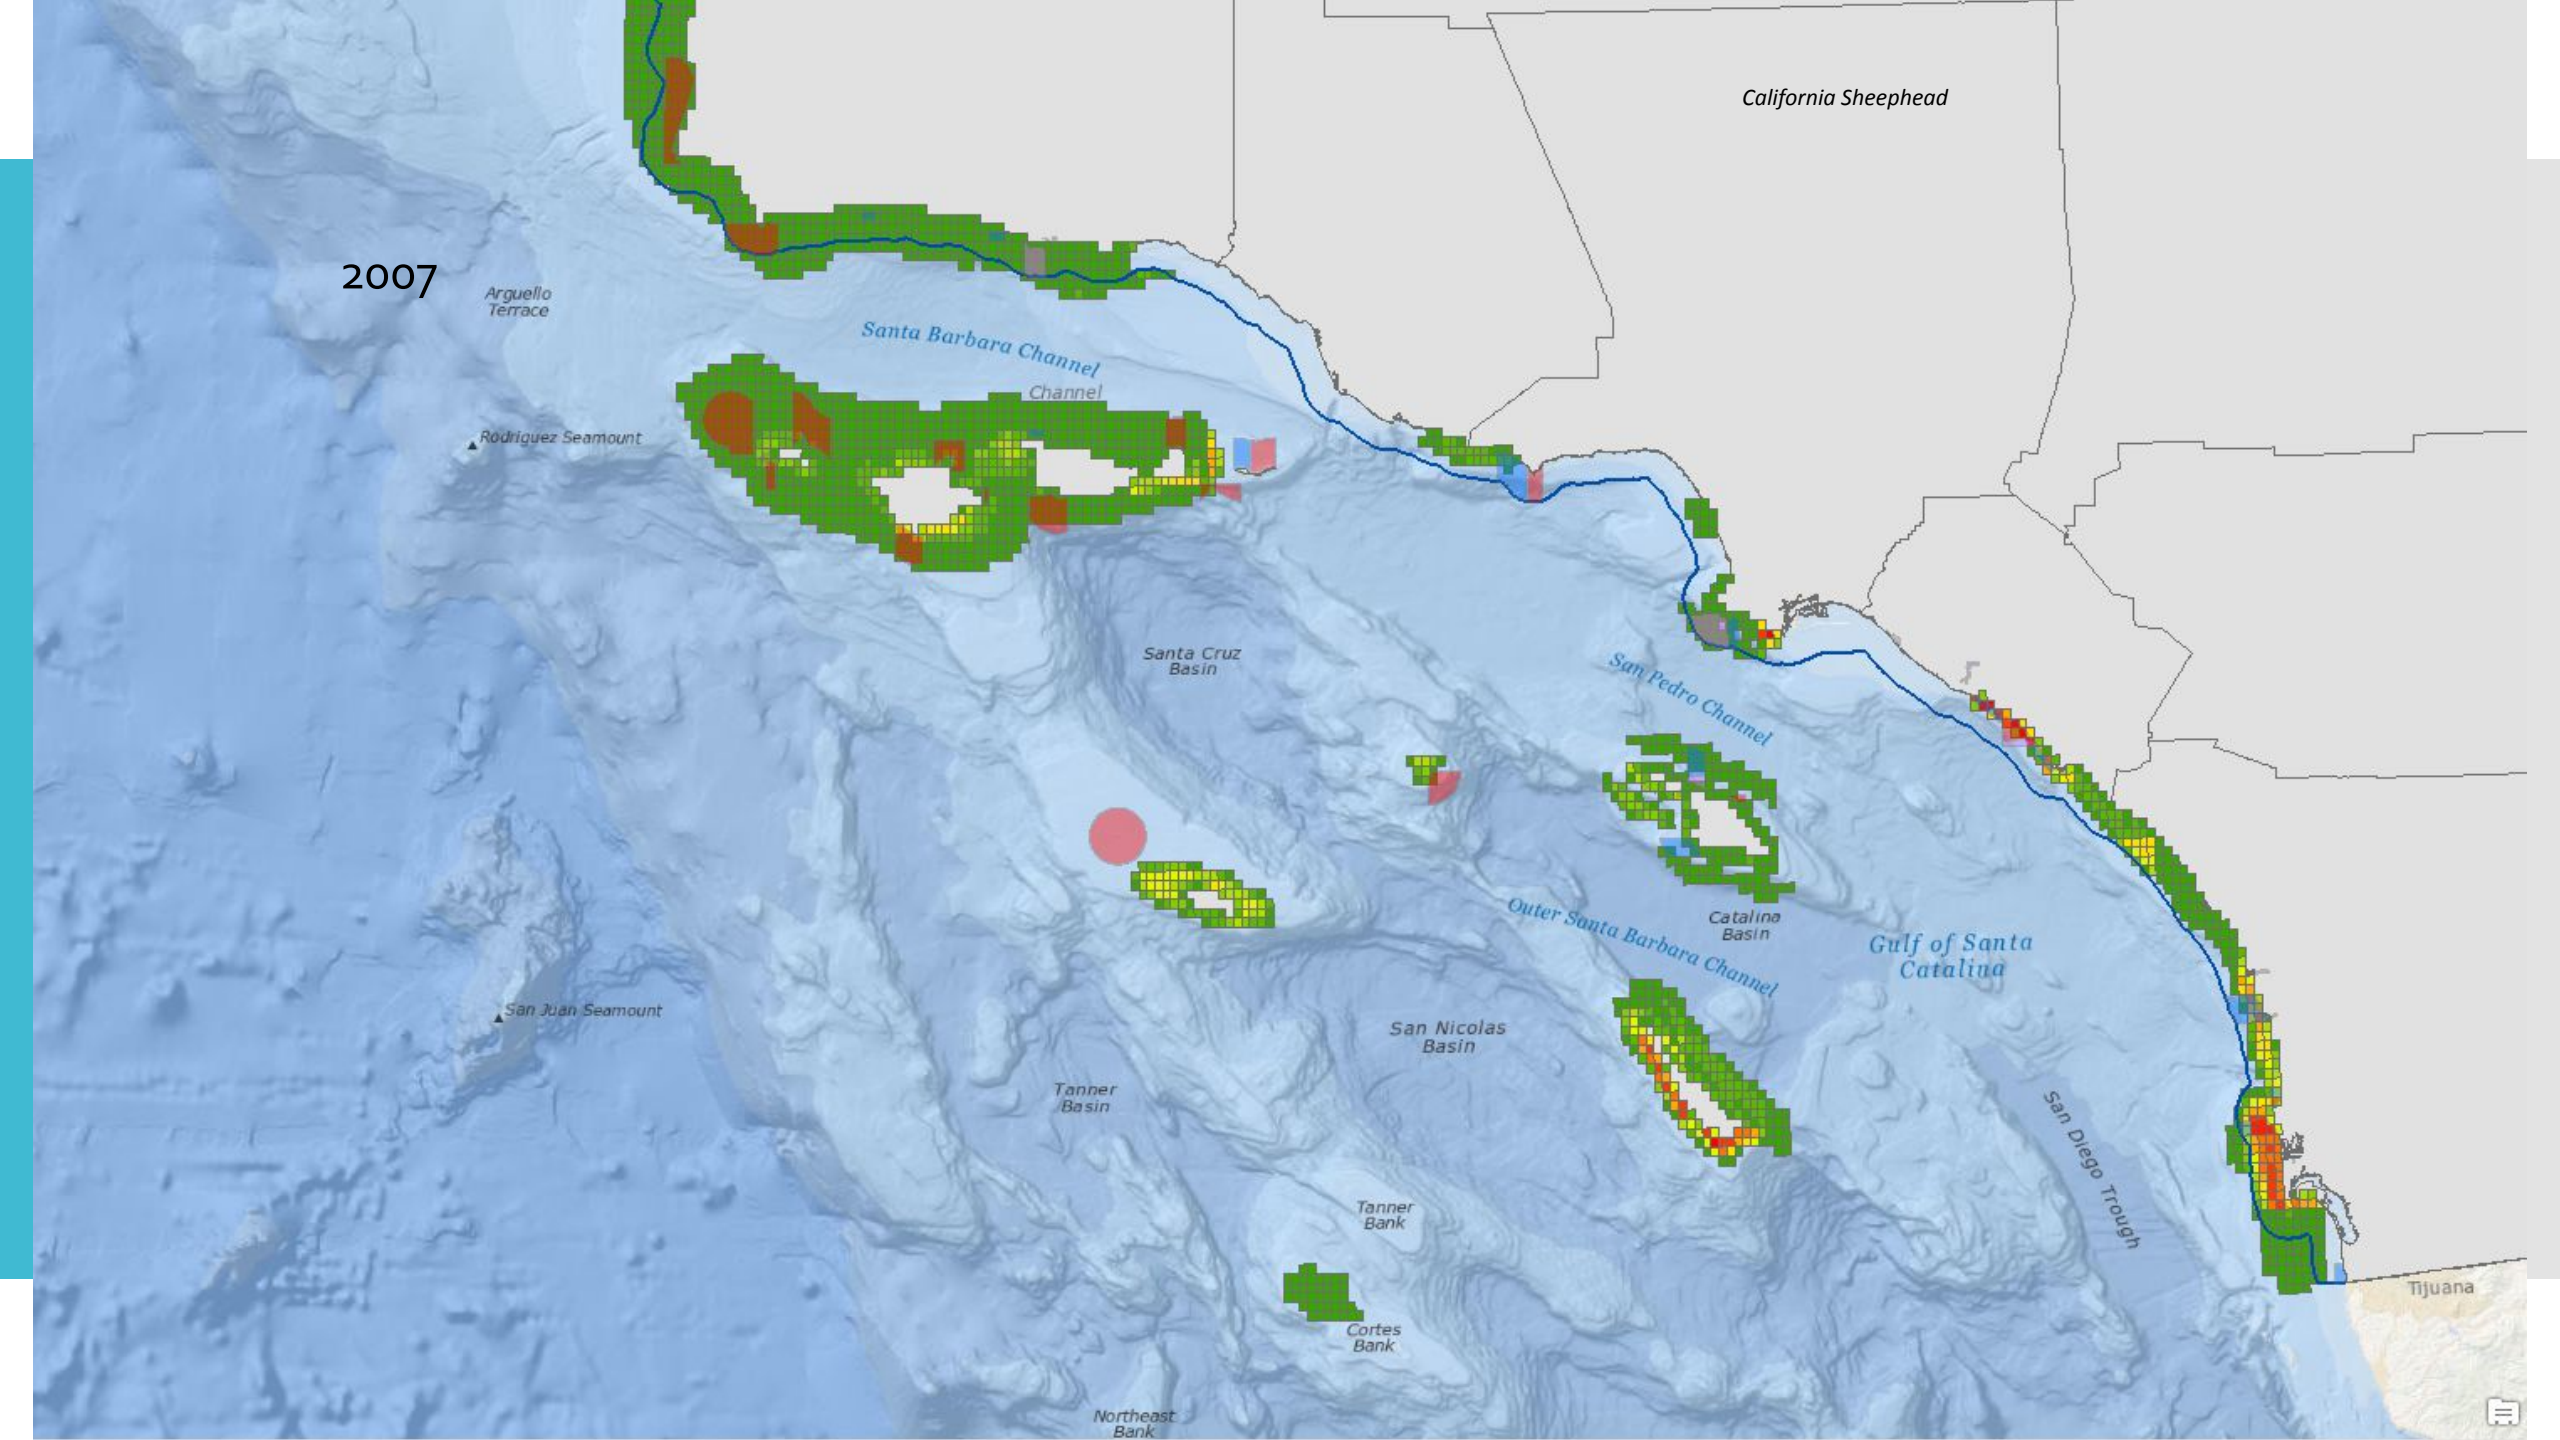 California Sheephead
2007
Arguello
Terrace
Santa Barbara Channel
Channel
Rodriguez Seamount
Santa Cruz
Basin
San Pedro Channel
Outer Santa Barbara Channel
Catalina
Basin
Gulf of Santa
Catalina
San Juan Seamount
San Nicolas
Basin
Tanner
Basin
San Diego Trough
Tanner
Bank
Tijuana
Cortes
Bank
Northeast
Bank